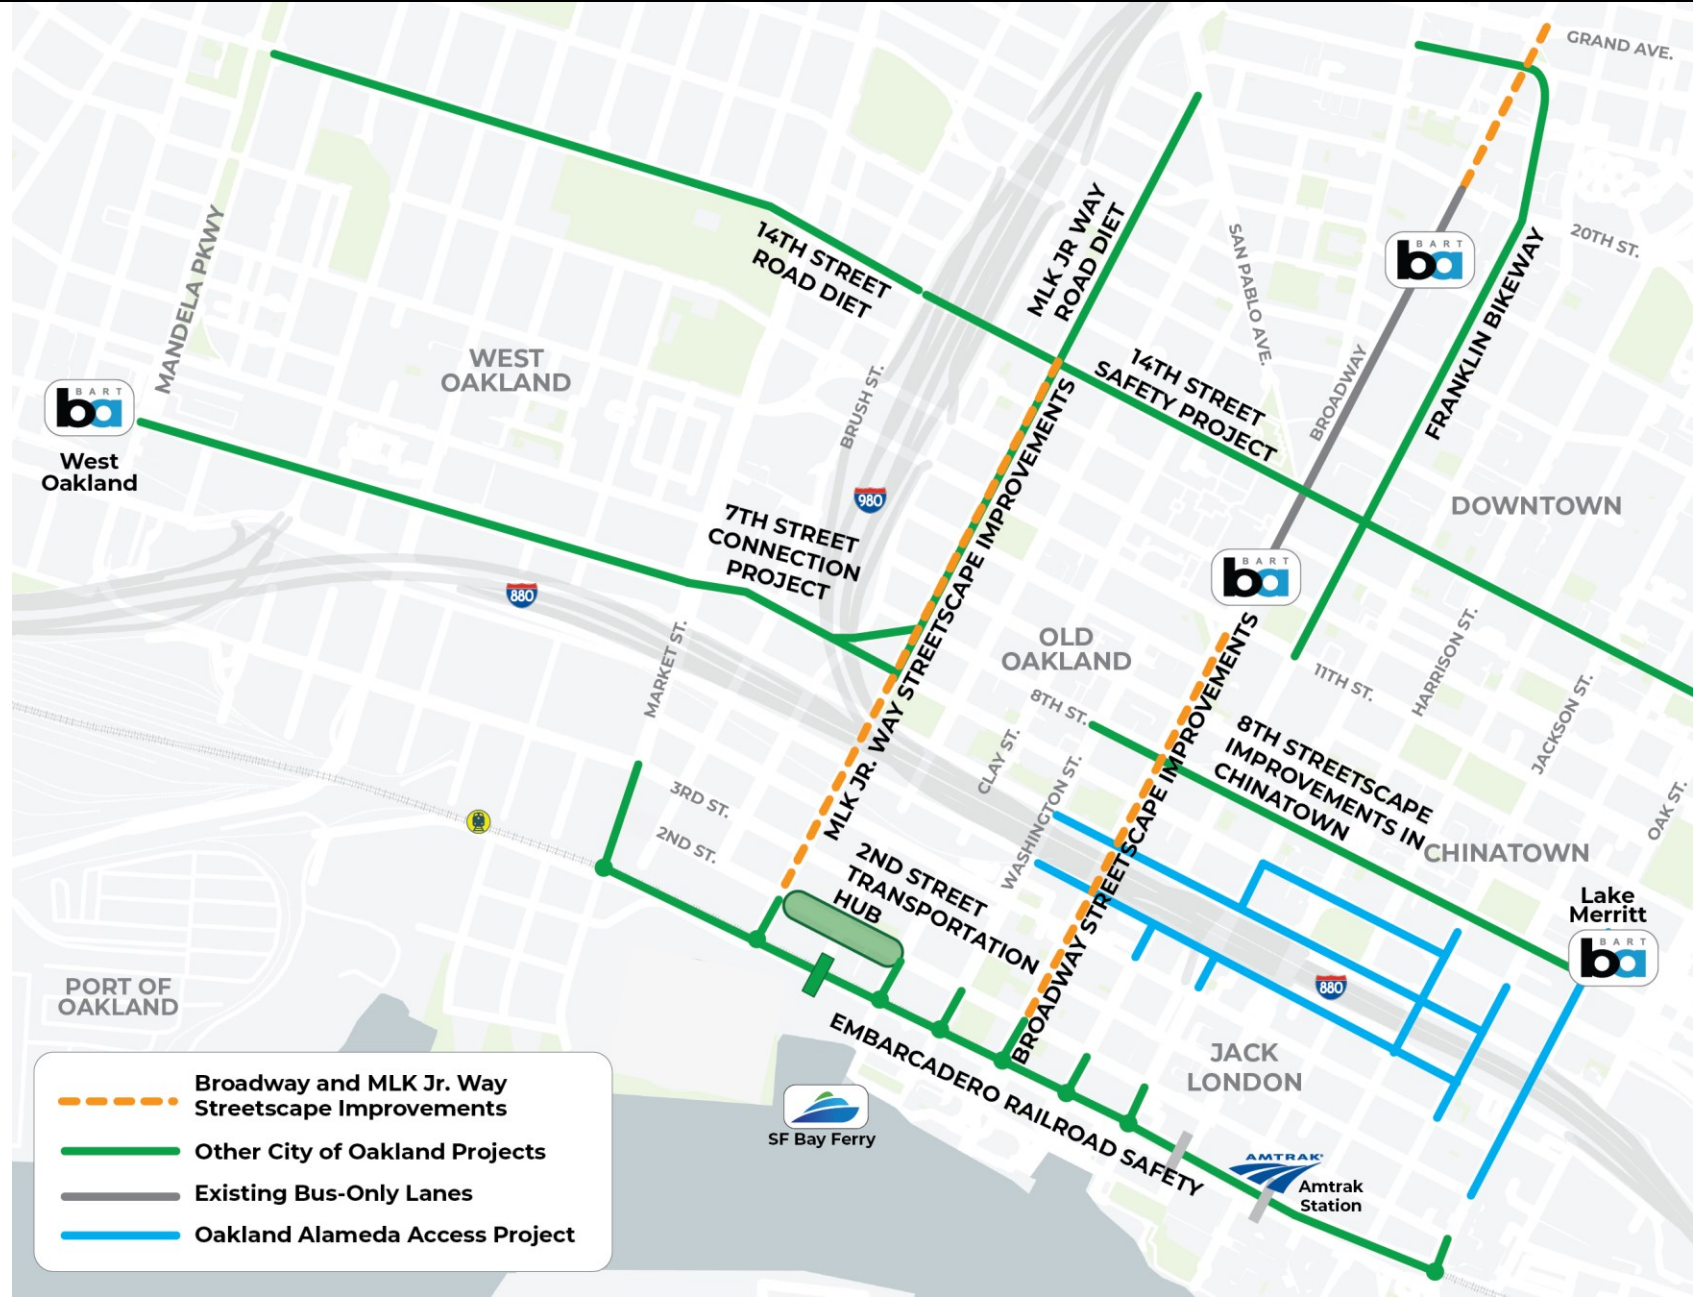 GRAND AVE.
20TH ST.
BART
ba
MLK JR WAY
ROAD DIET
SAN PABLO AVE.
FRANKLIN BIKEWAY
BROADWAY
MANDELA PKWY
14TH STREET
ROAD DIET
WEST
OAKLAND
BRUSH ST.
14TH STREET
SAFETY PROJECT
BART
ba
West
Oakland
980
7TH STREET
CONNECTION
PROJECT
880
DOWNTOWN
BART
ba
MLK JR. WAY STREETSCAPE IMPROVEMENTS
OLD
OAKLAND
11TH ST.
HARRISON ST.
JACKSON ST.
OAK ST.
MARKET ST.
8TH ST.
CLAY ST.
WASHINGTON ST.
8TH STREETSCAPE
IMPROVEMENTS IN
CHINATOWN
CHINATOWN
BROADWAY STREETSCAPE IMPROVEMENTS
3RD ST.
2ND ST.
2ND STREET
TRANSPORTATION
HUB
Lake
Merritt
BART
ba
880
PORT OF
OAKLAND
EMBARCADERO RAILROAD SAFETY
JACK
LONDON
SF Bay Ferry
AMTRAK
Amtrak
Station
Broadway and MLK Jr. Way
Streetscape Improvements
Other City of Oakland Projects
Existing Bus-Only Lanes
Oakland Alameda Access Project